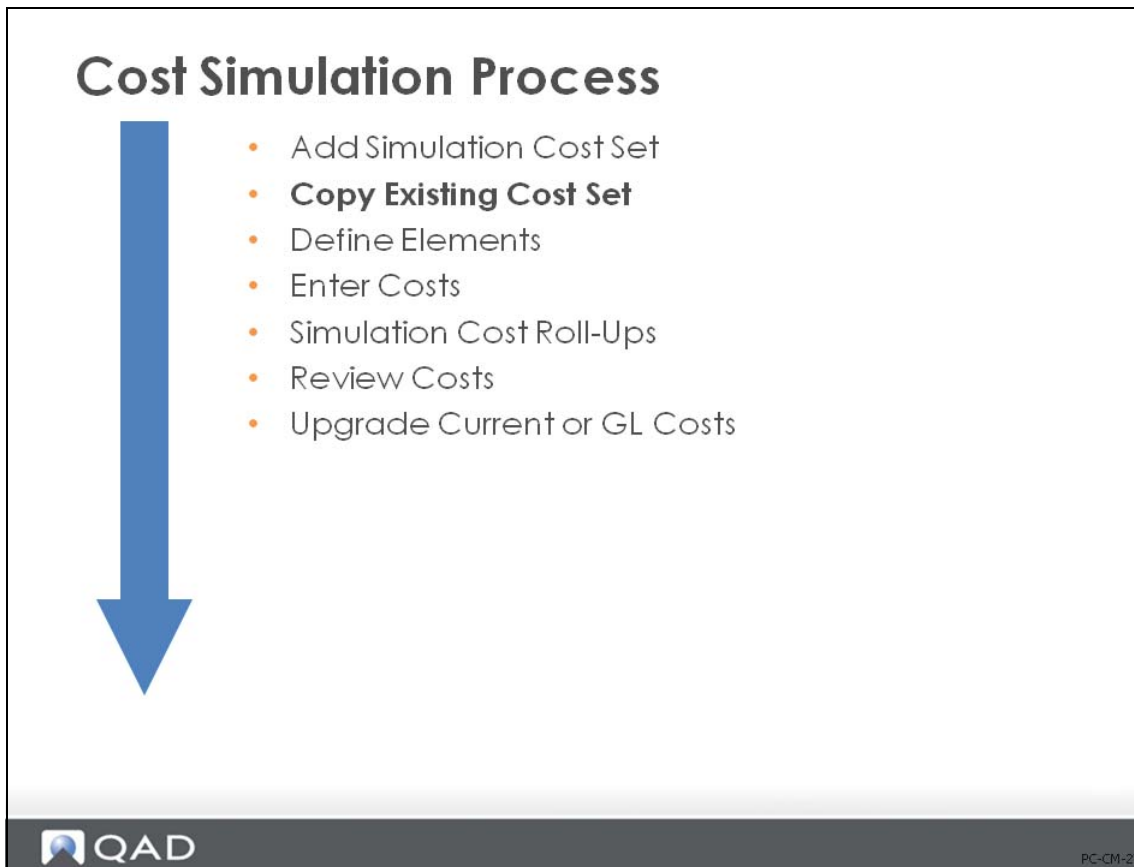 Cost Simulation Process
• Add Simulation Cost Set
• Copy Existing Cost Set
• Define Elements
• Enter Costs
• Simulation Cost Roll-Ups
• Review Costs
• Upgrade Current or GL Costs
QAD